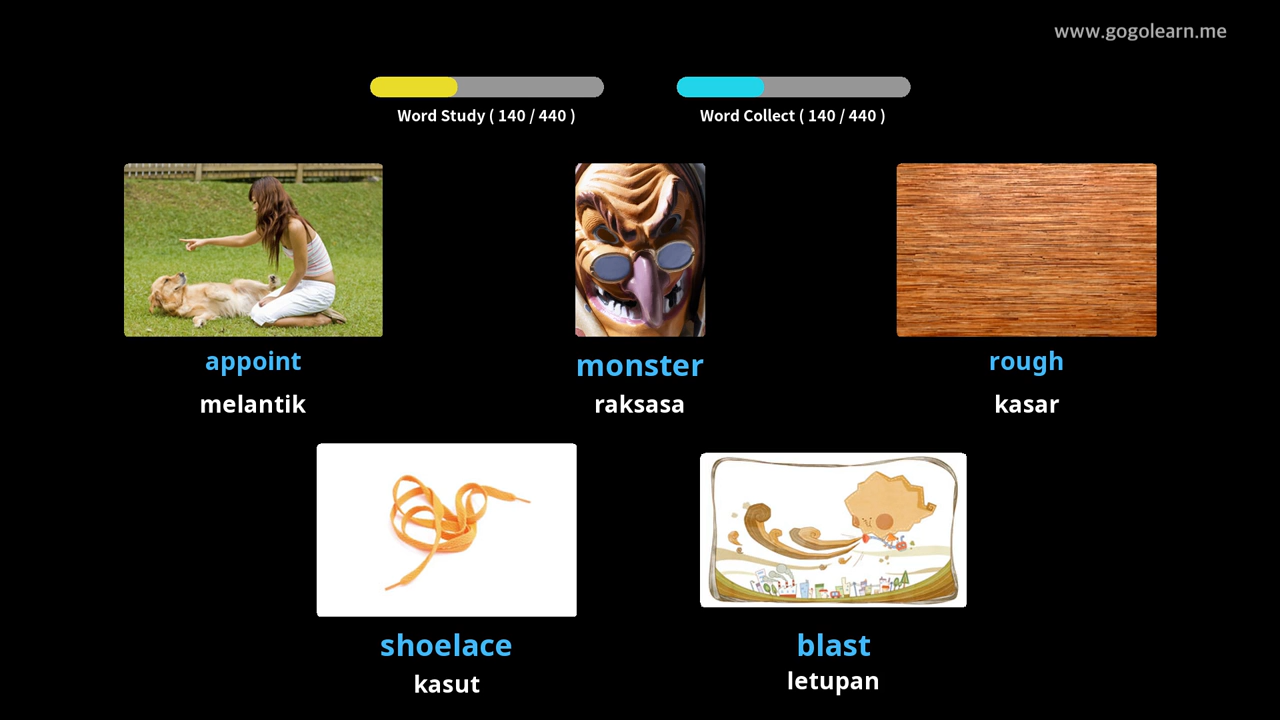 www.gogolearn.me
Word Study ( 140 / 440 )
Word Collect ( 140 / 440 )
appoint
melantik
monster
raksasa
rough
kasar
shoelace
kasut
blast
letupan